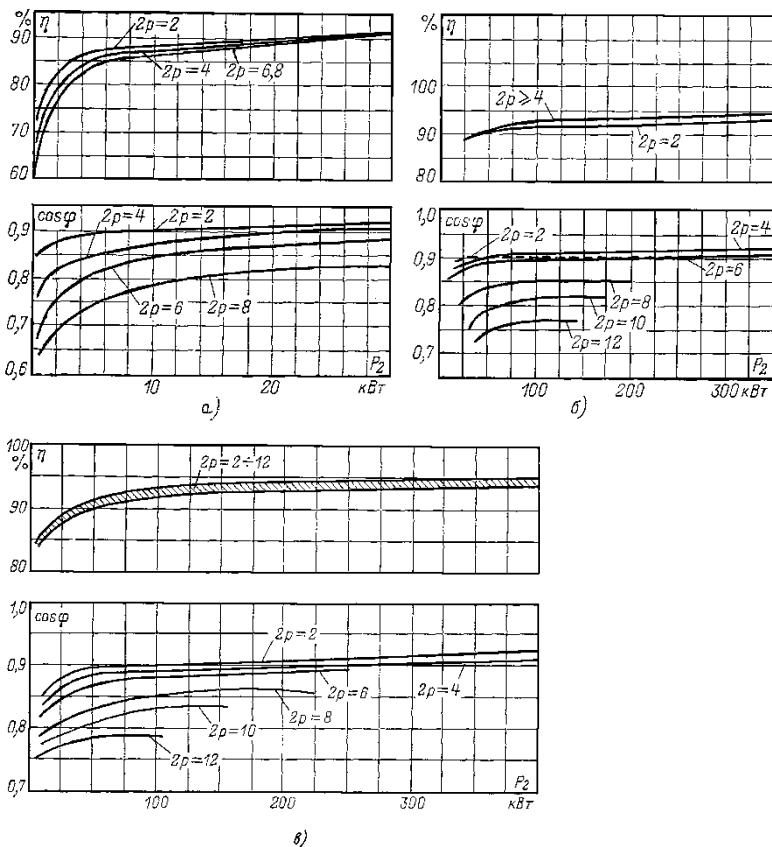 % η
90
80
70
60
2p=2
2p=4
2p=6,8
cosφ
0,9
0,8
0,7
0,6
2p=4
2p=2
2p=6
2p=8
10
20
P₂
кВт
а)
% η
100
90
80
2p⩾4
2p=2
1,0
cosφ
0,9
0,8
0,7
2p=2
2p=4
2p=6
2p=8
2p=10
2p=12
P₂
100
200
300 кВт
б)
100
% η
90
80
2p=2÷12
1,0
cosφ
0,9
0,8
0,7
2p=2
2p=6
2p=4
2p=8
2p=10
2p=12
P₂
100
200
300
кВт
в)